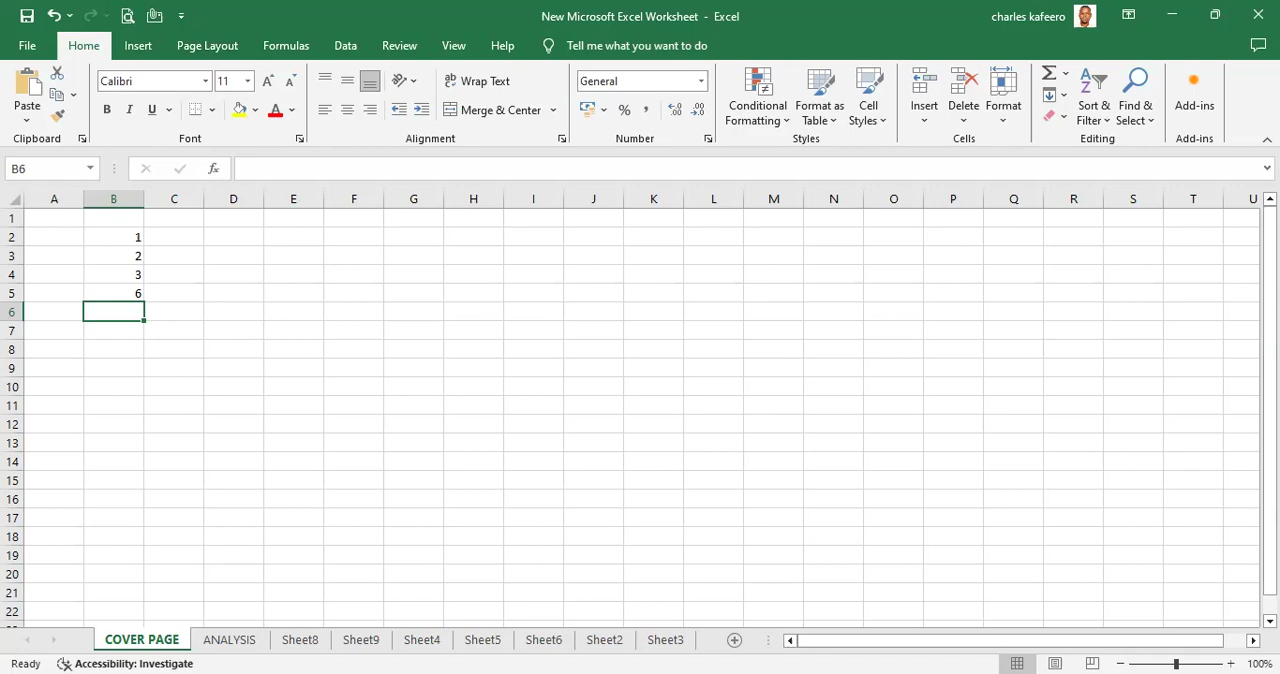 New Microsoft Excel Worksheet - Excel
charles kafeero
File Home Insert Page Layout Formulas Data Review View Help Tell me what you want to do
Calibri 11
Wrap Text
General
Paste
B I U
Merge & Center
% ,
Conditional Formatting
Format as Table
Cell Styles
Insert
Delete
Format
Sort & Filter
Find & Select
Add-ins
Clipboard Font Alignment Number Styles Cells Editing Add-ins
B6 fx
A B C D E F G H I J K L M N O P Q R S T U
1
2 1
3 2
4 3
5 6
6
7
8
9
10
11
12
13
14
15
16
17
18
19
20
21
22
COVER PAGE ANALYSIS Sheet8 Sheet9 Sheet4 Sheet5 Sheet6 Sheet2 Sheet3
Ready Accessibility: Investigate 100%